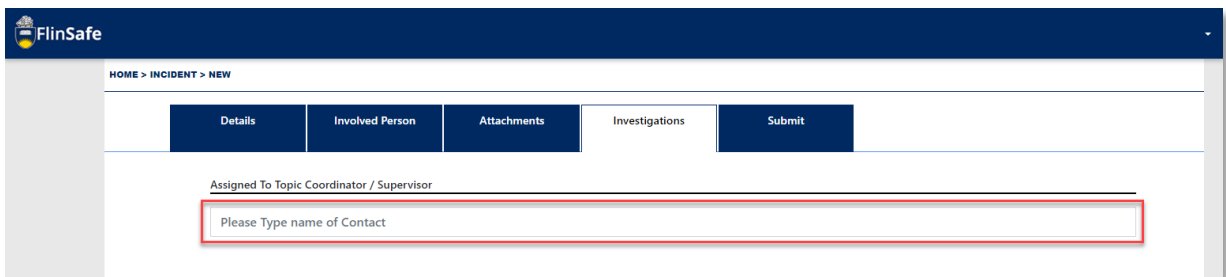 FlinSafe
HOME > INCIDENT > NEW
Details Involved Person Attachments Investigations Submit
Assigned To Topic Coordinator / Supervisor
Please Type name of Contact